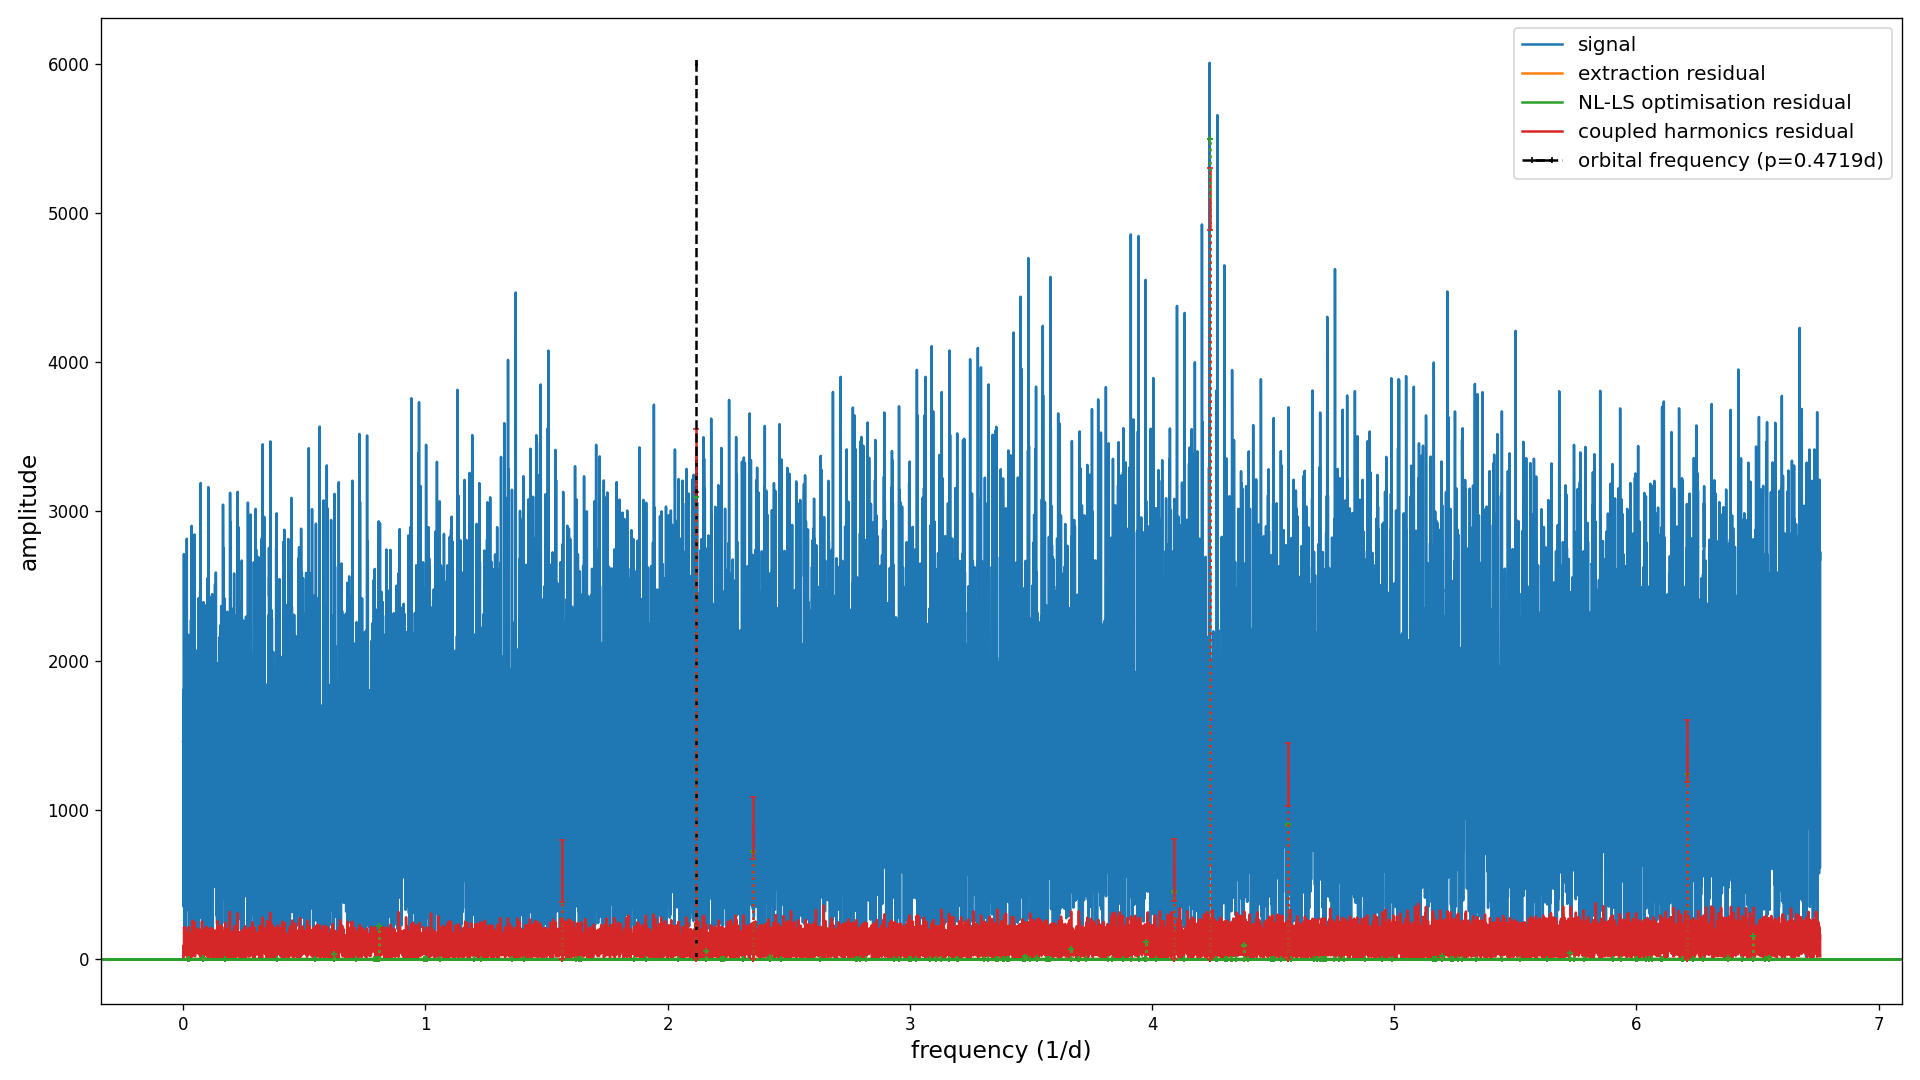 signal
extraction residual
NL-LS optimisation residual
coupled harmonics residual
orbital frequency (p=0.4719d)
6000
5000
4000
3000
2000
1000
0
amplitude
0 1 2 3 4 5 6 7
frequency (1/d)